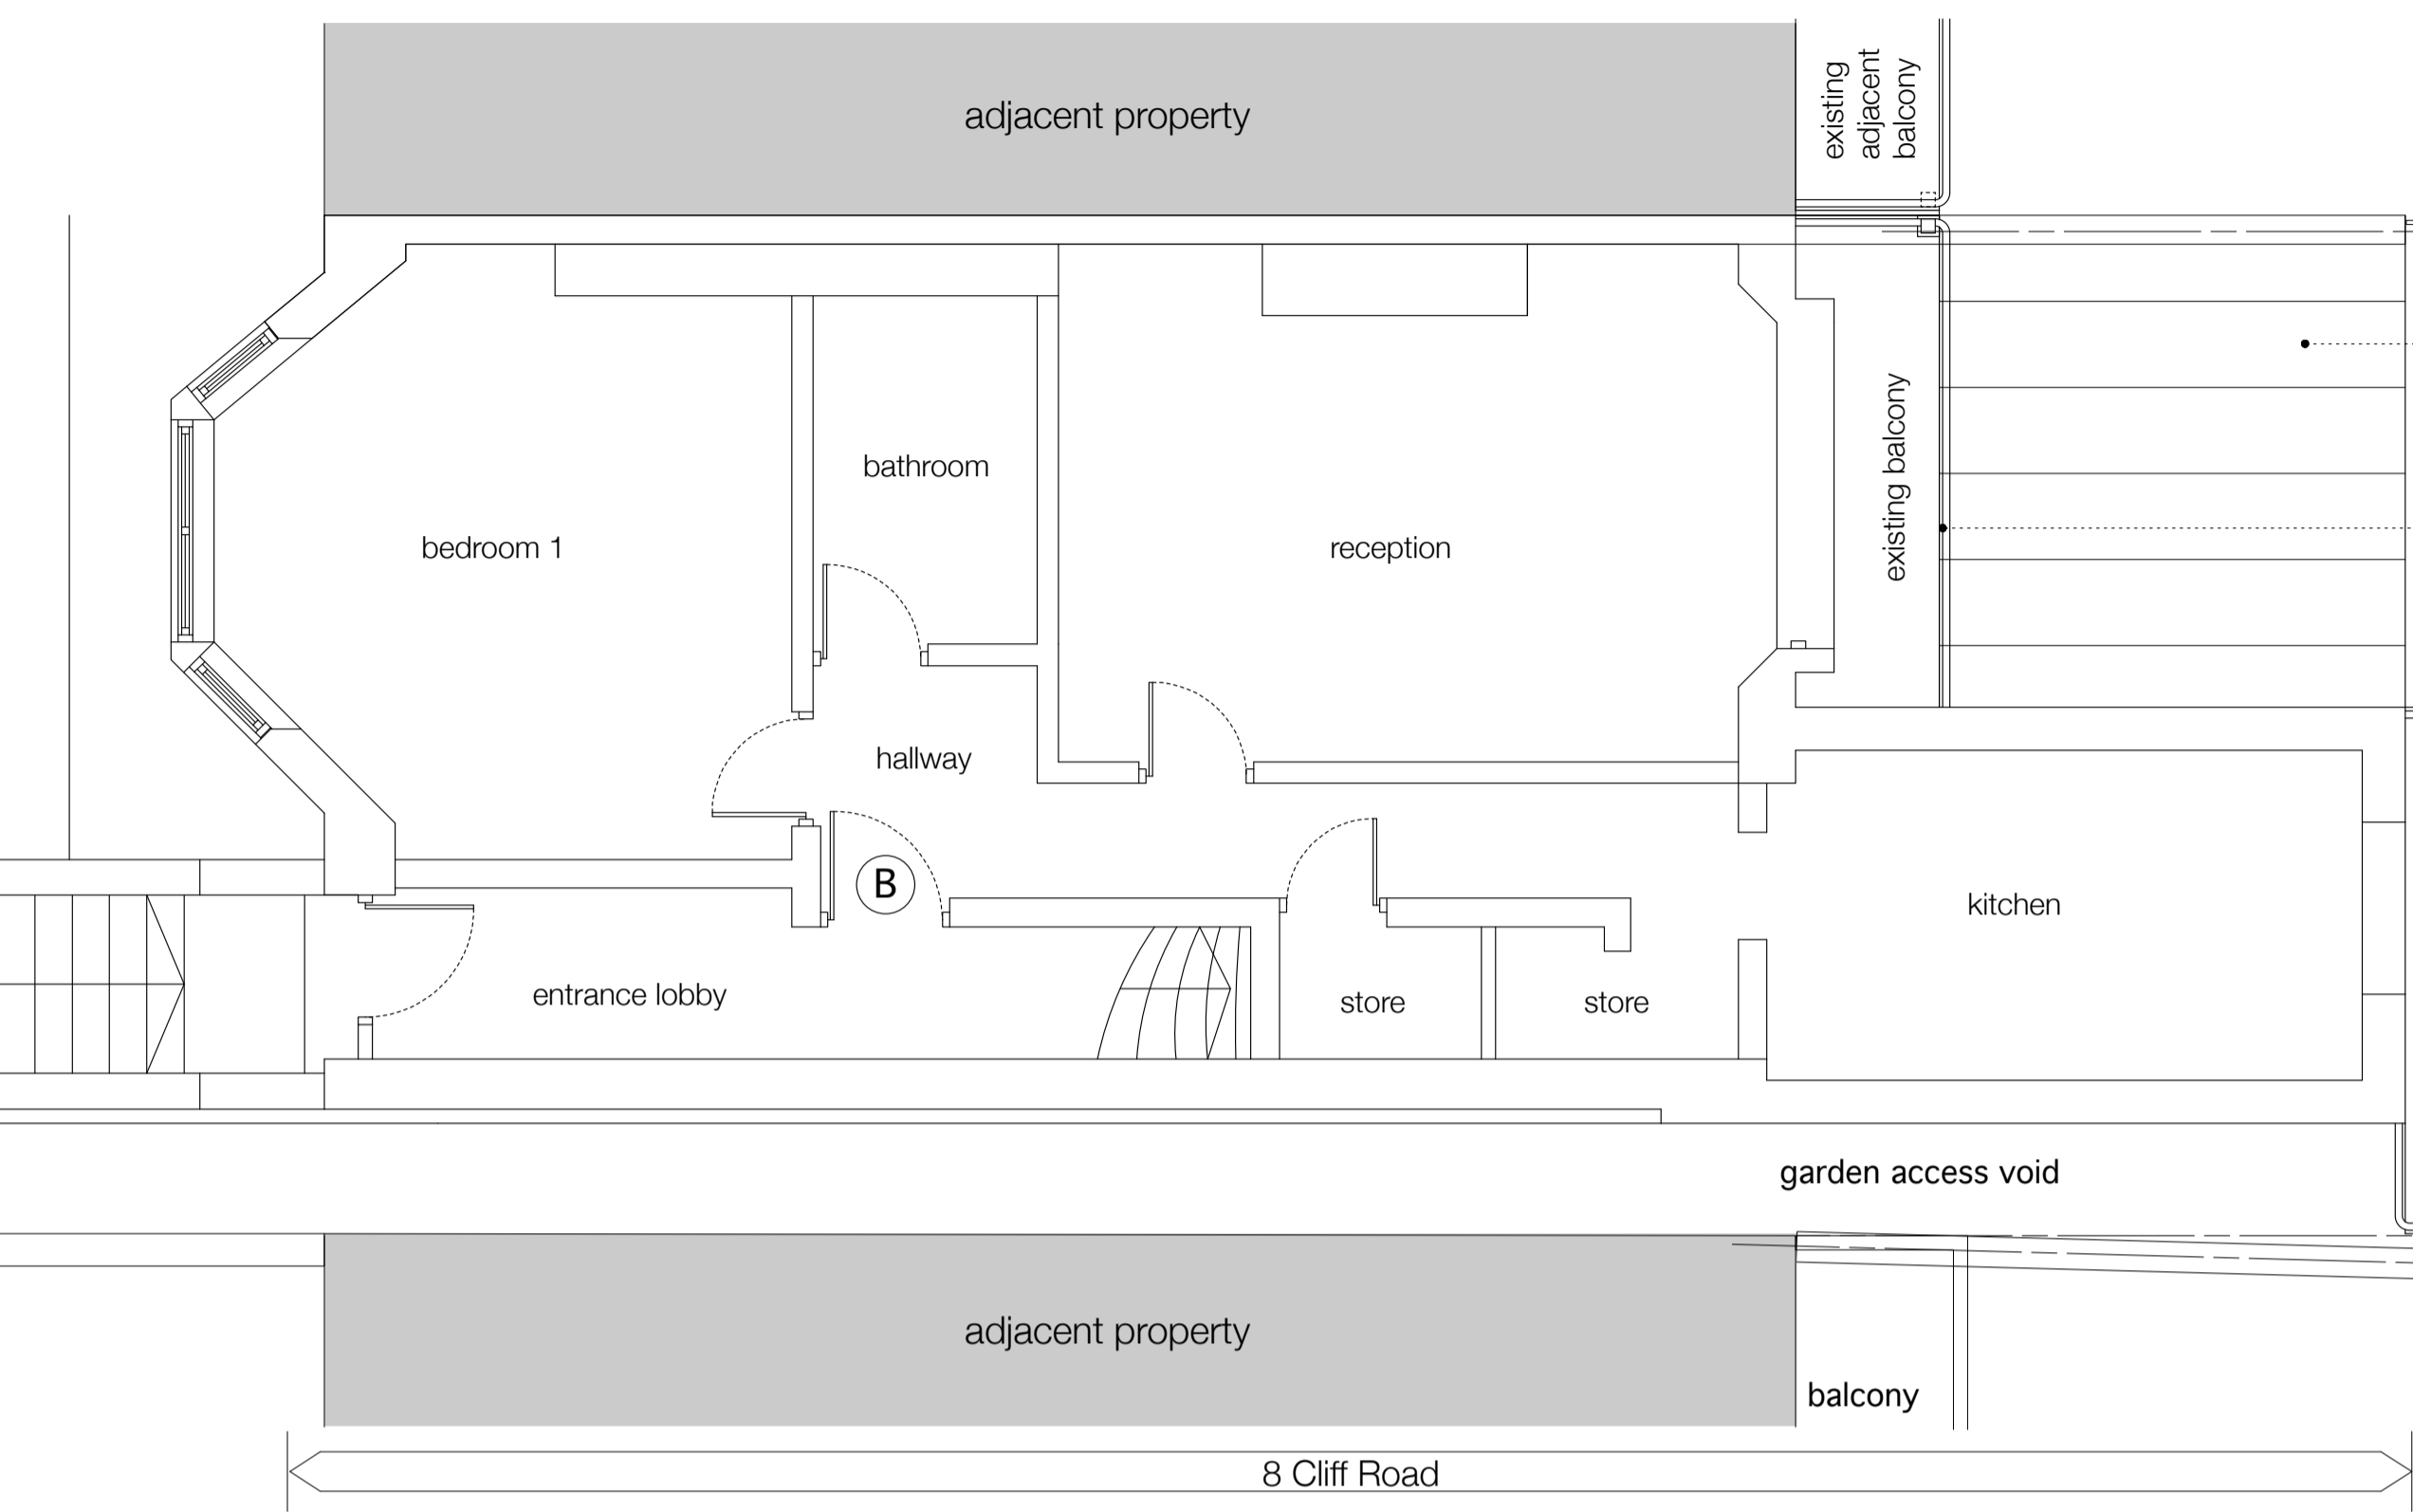 adjacent property
existing
adjacent
balcony
bathroom
bedroom 1
reception
existing balcony
hallway
B
kitchen
entrance lobby
store
store
garden access void
adjacent property
balcony
8 Cliff Road